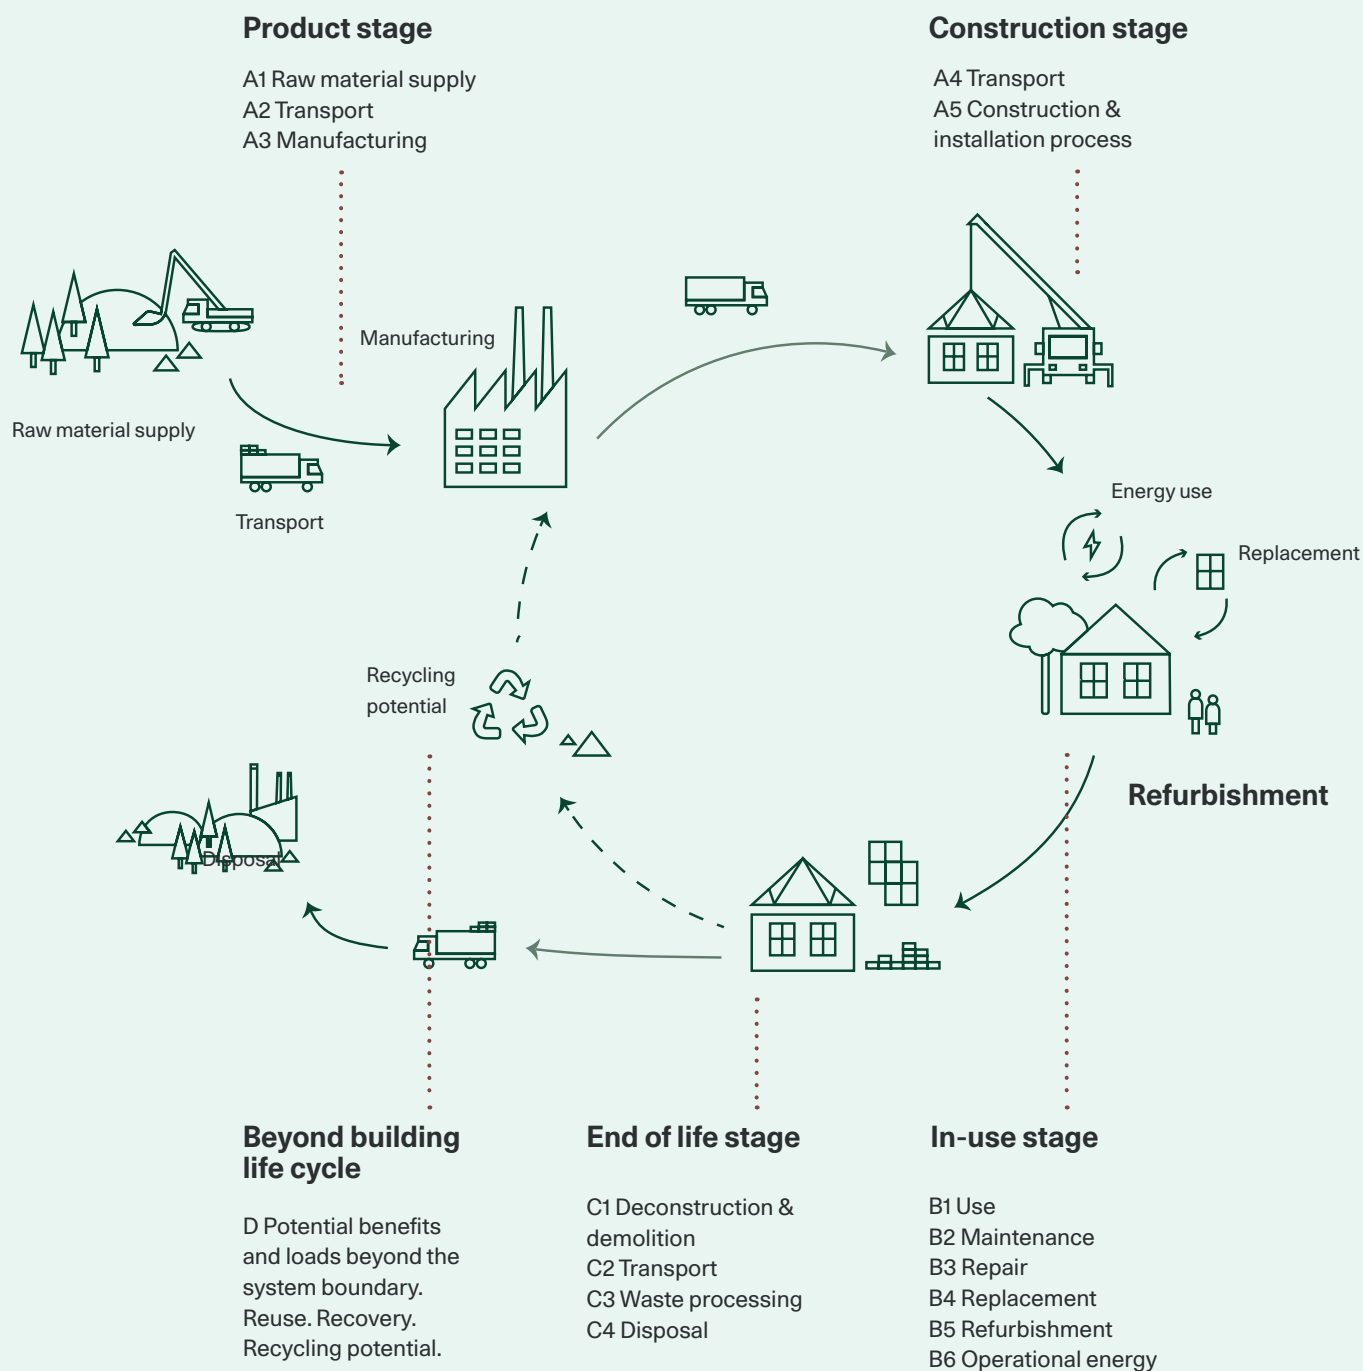 Product stage
A1 Raw material supply
A2 Transport
A3 Manufacturing
Construction stage
A4 Transport
A5 Construction &
installation process
Manufacturing
Raw material supply
Transport
Energy use
Replacement
Recycling
potential
Refurbishment
Disposal
Beyond building
life cycle
D Potential benefits
and loads beyond the
system boundary.
Reuse. Recovery.
Recycling potential.
End of life stage
C1 Deconstruction &
demolition
C2 Transport
C3 Waste processing
C4 Disposal
In-use stage
B1 Use
B2 Maintenance
B3 Repair
B4 Replacement
B5 Refurbishment
B6 Operational energy